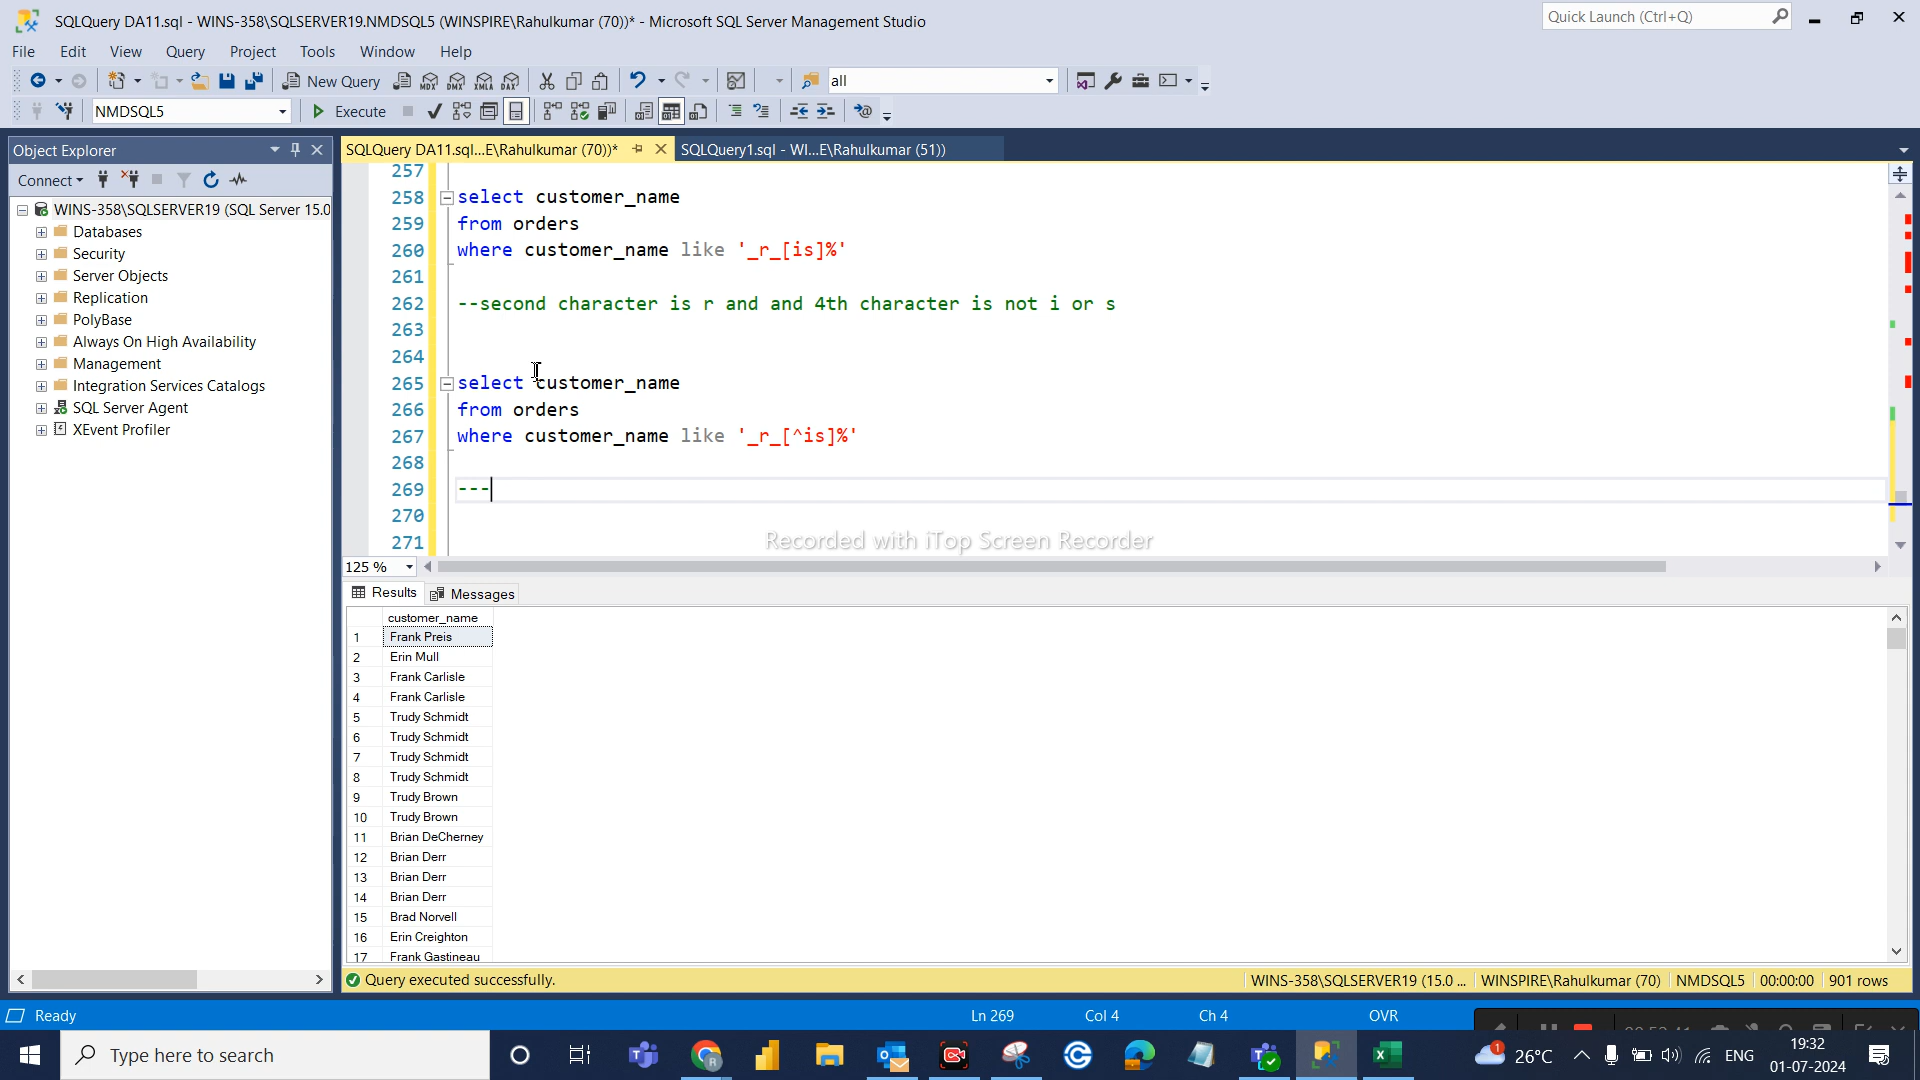 SQLQuery DA11.sql - WINS-358\SQLSERVER19.NMDSQL5 (WINSPIRE\Rahulkumar (70))* - Microsoft SQL Server Management Studio
Quick Launch (Ctrl+Q)
File Edit View Query Project Tools Window Help
New Query MDX DMX XMLA DAX all
NMDSQL5 Execute
Object Explorer
SQLQuery DA11.sql...E\Rahulkumar (70))* SQLQuery1.sql - WI...E\Rahulkumar (51))
Connect
WINS-358\SQLSERVER19 (SQL Server 15.0
Databases
Security
Server Objects
Replication
PolyBase
Always On High Availability
Management
Integration Services Catalogs
SQL Server Agent
XEvent Profiler
257
258 select customer_name
259 from orders
260 where customer_name like '_r_[is]%'
261
262 --second character is r and and 4th character is not i or s
263
264
265 select customer_name
266 from orders
267 where customer_name like '_r_[^is]%'
268
269 ---
270
271
Recorded with iTop Screen Recorder
125 %
Results Messages
customer_name
1 Frank Preis
2 Erin Mull
3 Frank Carlisle
4 Frank Carlisle
5 Trudy Schmidt
6 Trudy Schmidt
7 Trudy Schmidt
8 Trudy Schmidt
9 Trudy Brown
10 Trudy Brown
11 Brian DeCherney
12 Brian Derr
13 Brian Derr
14 Brian Derr
15 Brad Norvell
16 Erin Creighton
17 Frank Gastineau
Query executed successfully. WINS-358\SQLSERVER19 (15.0 ... WINSPIRE\Rahulkumar (70) NMDSQL5 00:00:00 901 rows
Ready Ln 269 Col 4 Ch 4 OVR
Type here to search
1 26°C ENG 19:32
01-07-2024